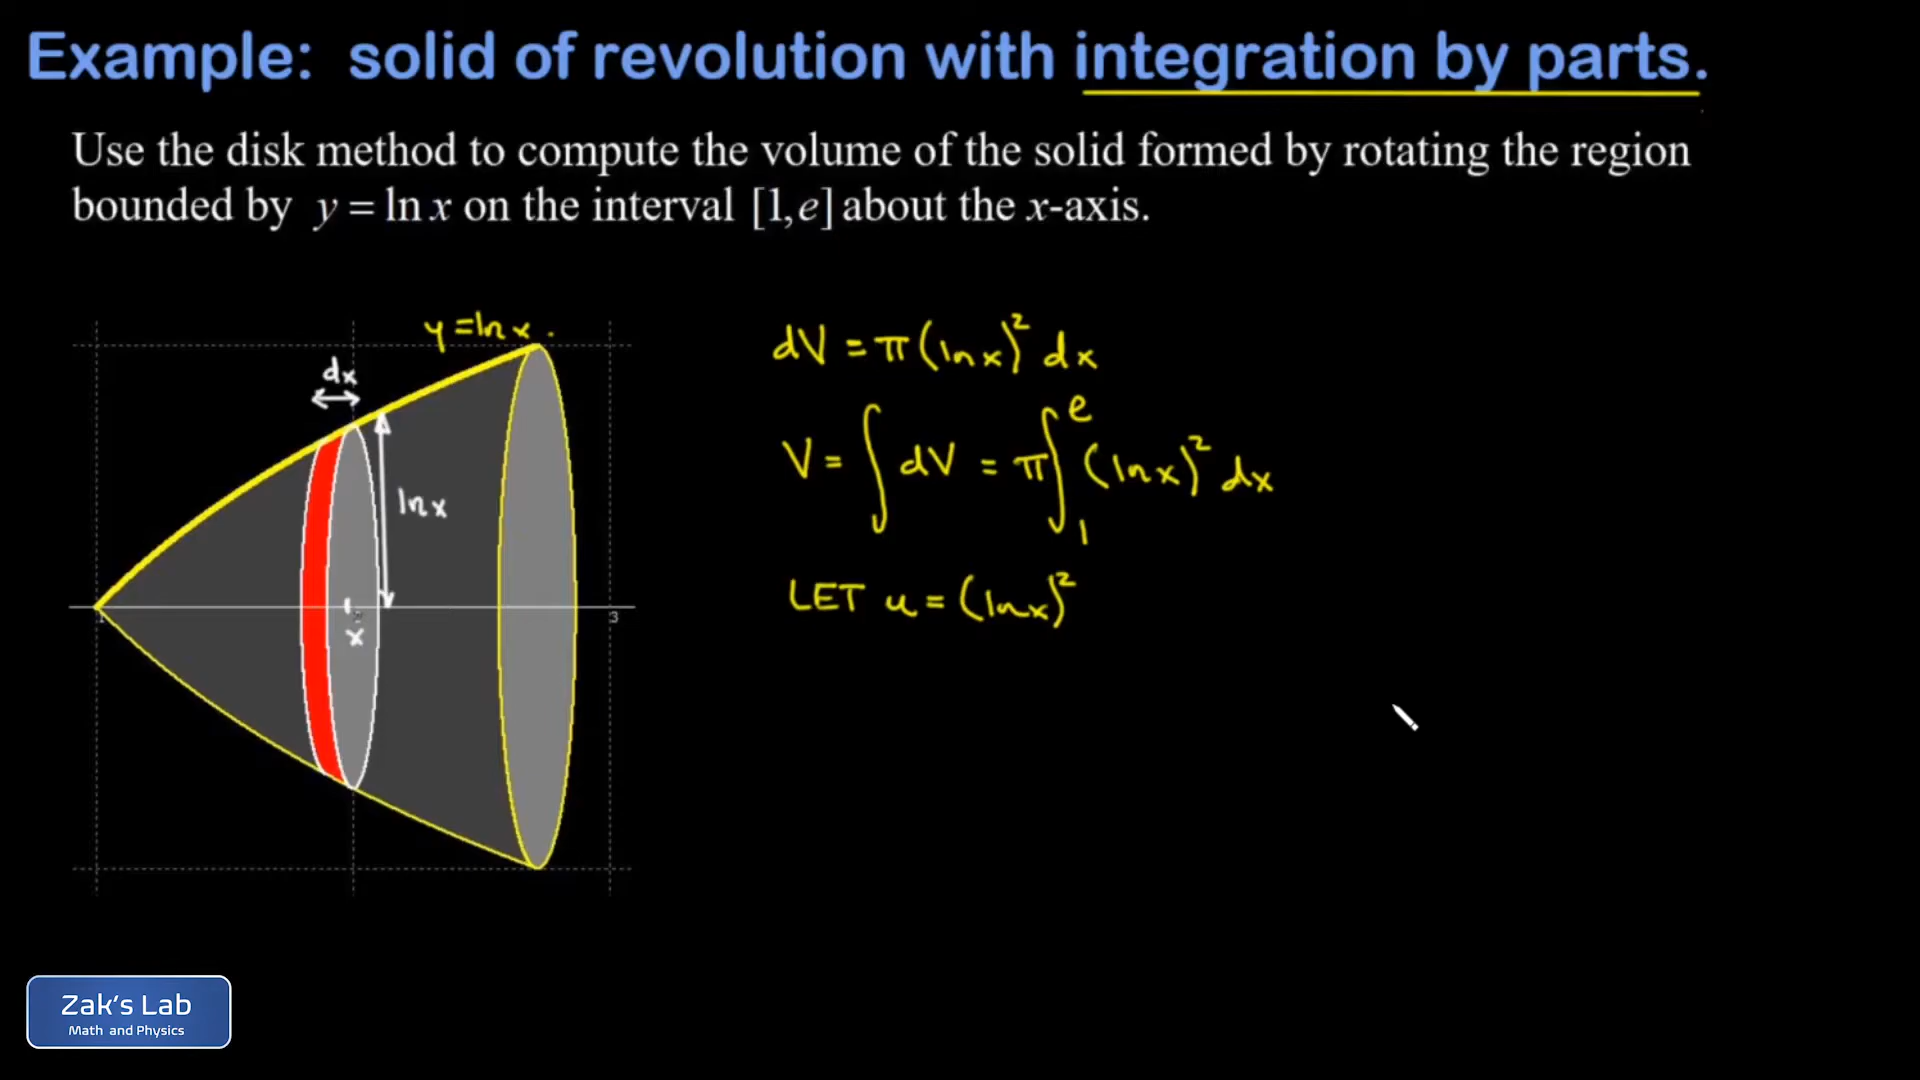 Example: solid of revolution with integration by parts.
Use the disk method to compute the volume of the solid formed by rotating the region
bounded by y = ln x on the interval [1, e] about the x-axis.
y = ln x.
dx
ln x
x
1
3
dV = π(ln x)² dx
V = ∫ dV = π ∫₁ᵉ (ln x)² dx
LET u = (ln x)²
Zak's Lab
Math and Physics